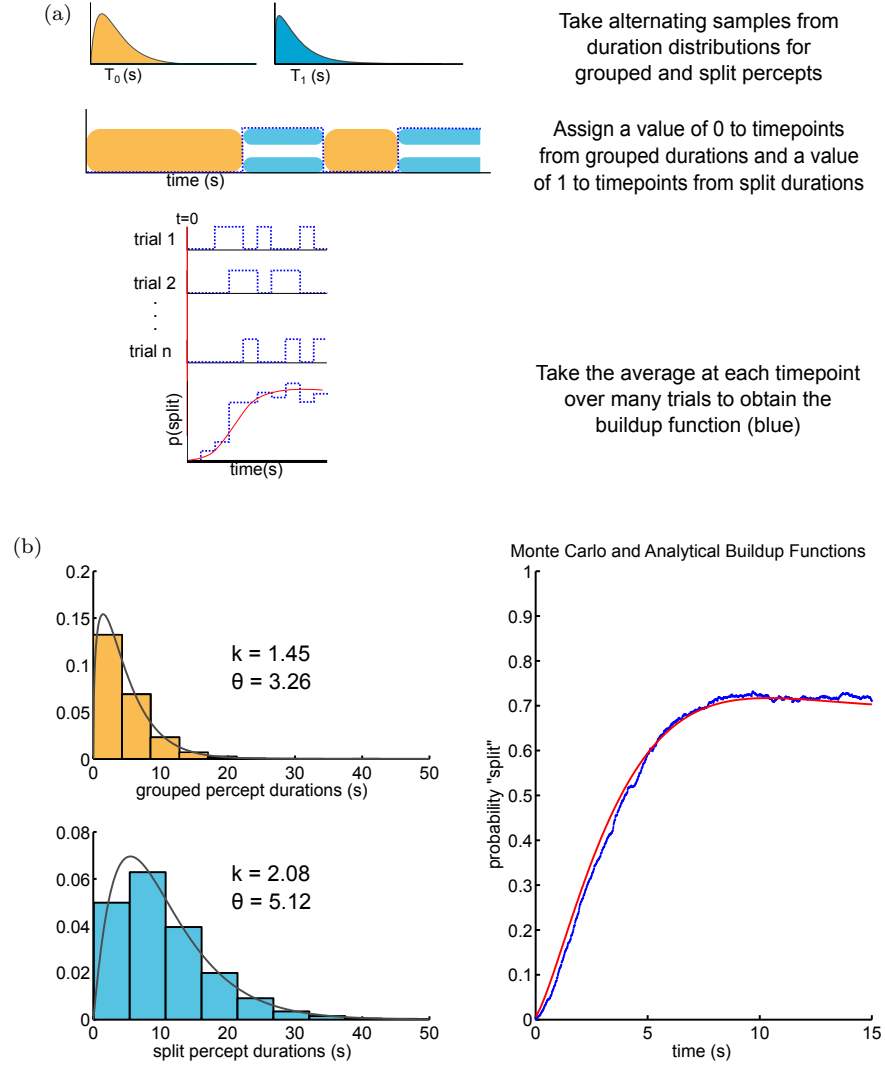 (a)
T0 (s)
T1 (s)
Take alternating samples from
duration distributions for
grouped and split percepts
time (s)
Assign a value of 0 to timepoints
from grouped durations and a value
of 1 to timepoints from split durations
t=0
trial 1
trial 2
.
.
.
trial n
p(split)
time(s)
Take the average at each timepoint
over many trials to obtain the
buildup function (blue)
(b)
0.2
0.15
0.1
0.05
0
k = 1.45
θ = 3.26
0 10 20 30 40 50
grouped percept durations (s)
0.08
0.06
0.04
0.02
0
k = 2.08
θ = 5.12
0 10 20 30 40 50
split percept durations (s)
Monte Carlo and Analytical Buildup Functions
1
0.9
0.8
0.7
0.6
0.5
0.4
0.3
0.2
0.1
0
probability "split"
0 5 10 15
time (s)